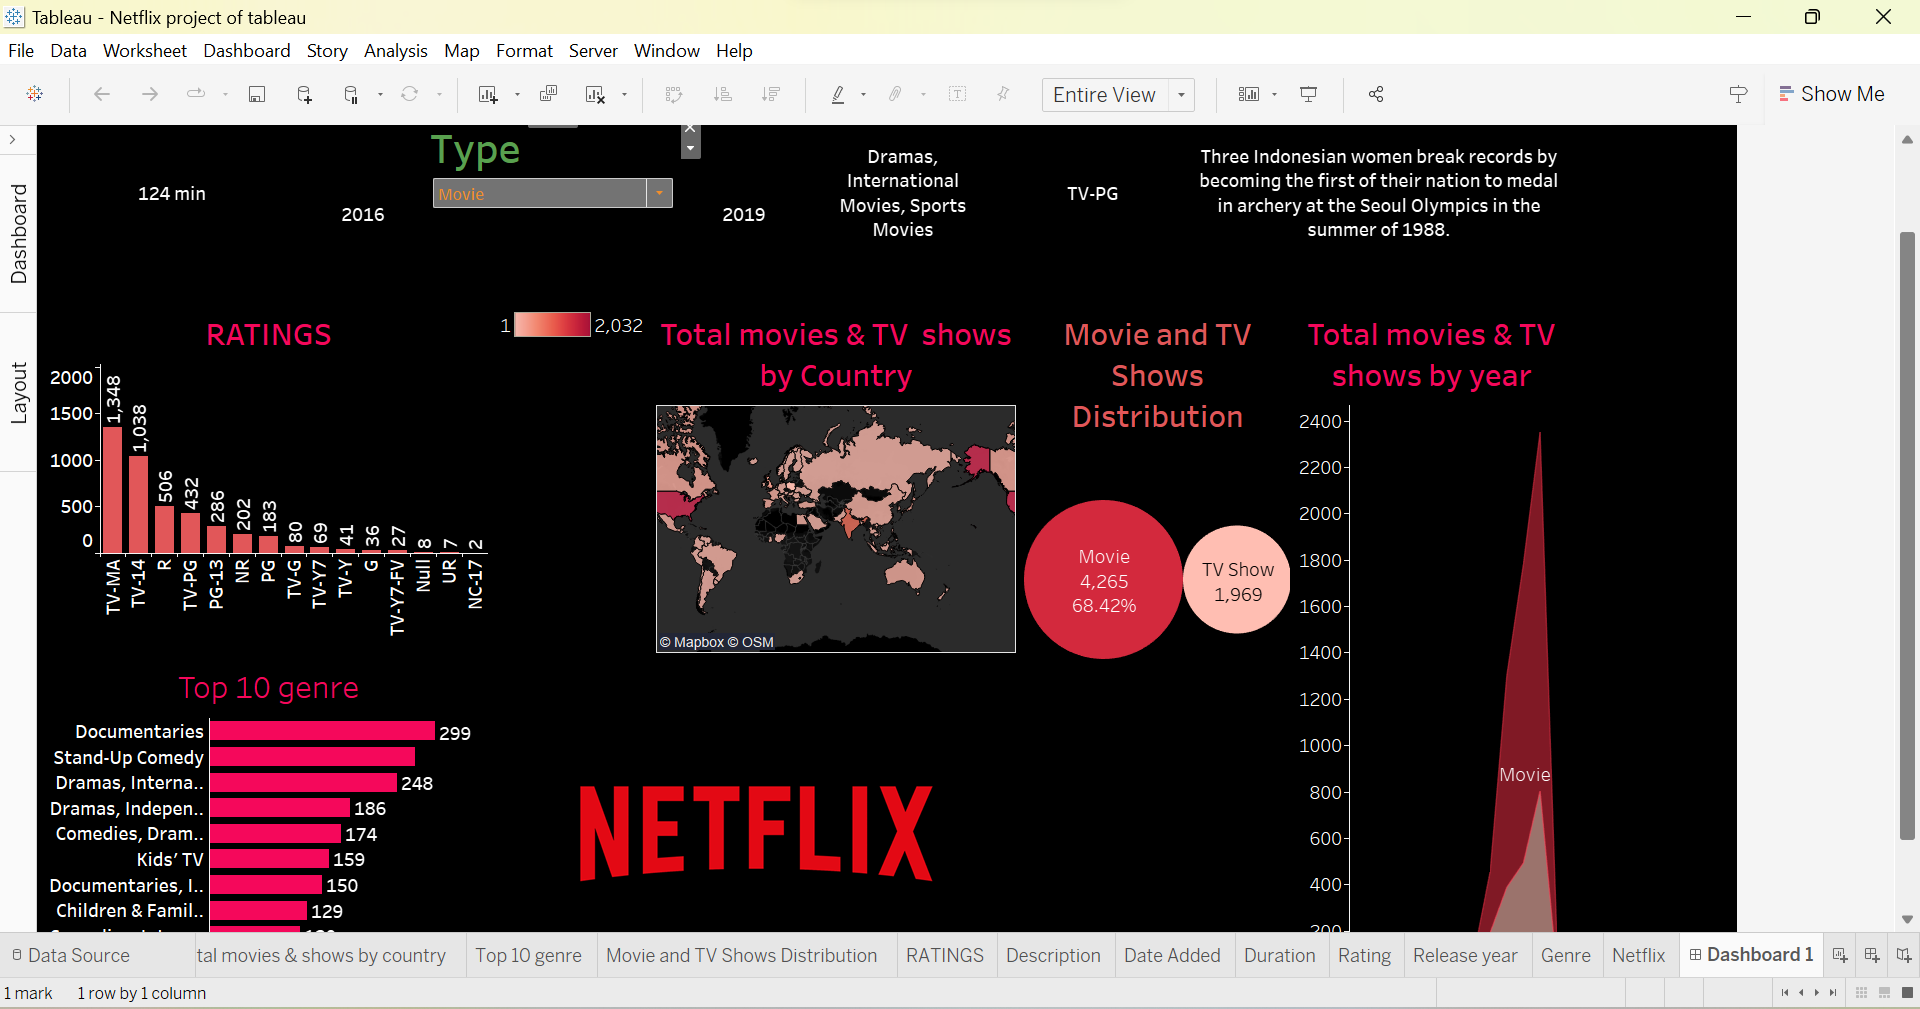 Tableau - Netflix project of tableau
File Data Worksheet Dashboard Story Analysis Map Format Server Window Help
Entire View
Show Me
Dashboard
Layout
Type
Movie
124 min
2016
2019
Dramas,
International
Movies, Sports
Movies
TV-PG
Three Indonesian women break records by
becoming the first of their nation to medal
in archery at the Seoul Olympics in the
summer of 1988.
RATINGS
1 2,032
2000
1500
1000
500
0
1,348
1,038
506
432
286
202
183
80
69
41
36
27
8
7
2
TV-MA
TV-14
R
TV-PG
PG-13
NR
PG
TV-G
TV-Y7
TV-Y
G
TV-Y7-FV
Null
UR
NC-17
Total movies & TV shows
by Country
© Mapbox © OSM
Movie and TV
Shows
Distribution
Movie
4,265
68.42%
TV Show
1,969
Total movies & TV
shows by year
2400
2200
2000
1800
1600
1400
1200
1000
800
600
400
200
Movie
Top 10 genre
Documentaries 299
Stand-Up Comedy
Dramas, Interna.. 248
Dramas, Indepen.. 186
Comedies, Dram.. 174
Kids' TV 159
Documentaries, I.. 150
Children & Famil.. 129
NETFLIX
Data Source
tal movies & shows by country
Top 10 genre
Movie and TV Shows Distribution
RATINGS
Description
Date Added
Duration
Rating
Release year
Genre
Netflix
Dashboard 1
1 mark 1 row by 1 column